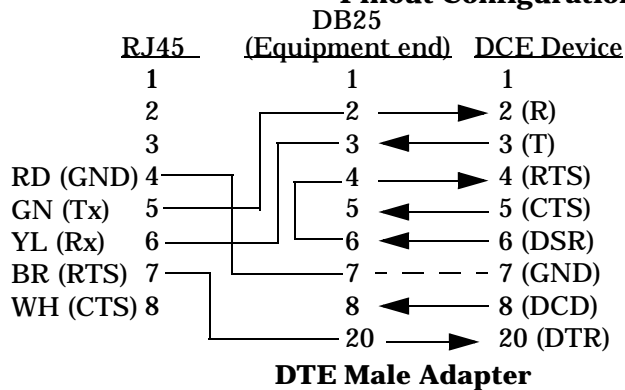 DB25
RJ45 (Equipment end) DCE Device
1 1 1
2 2 2 (R)
3 3 3 (T)
RD (GND) 4 4 4 (RTS)
GN (Tx) 5 5 5 (CTS)
YL (Rx) 6 6 6 (DSR)
BR (RTS) 7 7 7 (GND)
WH (CTS) 8 8 8 (DCD)
20 20 (DTR)
DTE Male Adapter